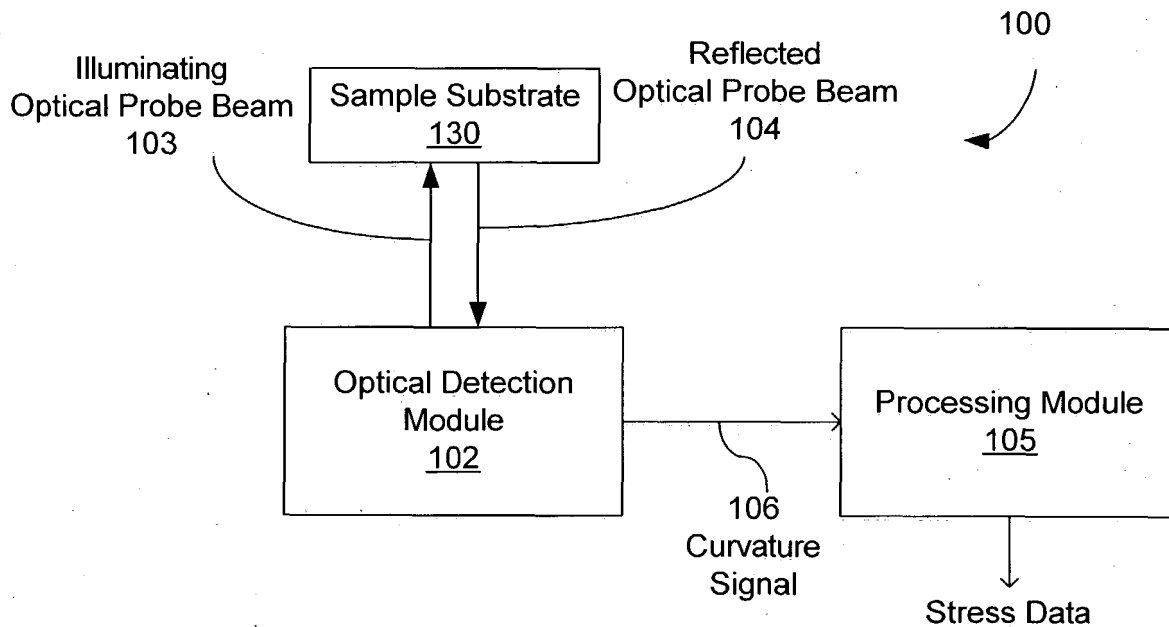 100
Illuminating
Optical Probe Beam
103
Sample Substrate
130
Reflected
Optical Probe Beam
104
Optical Detection
Module
102
Processing Module
105
106
Curvature
Signal
Stress Data